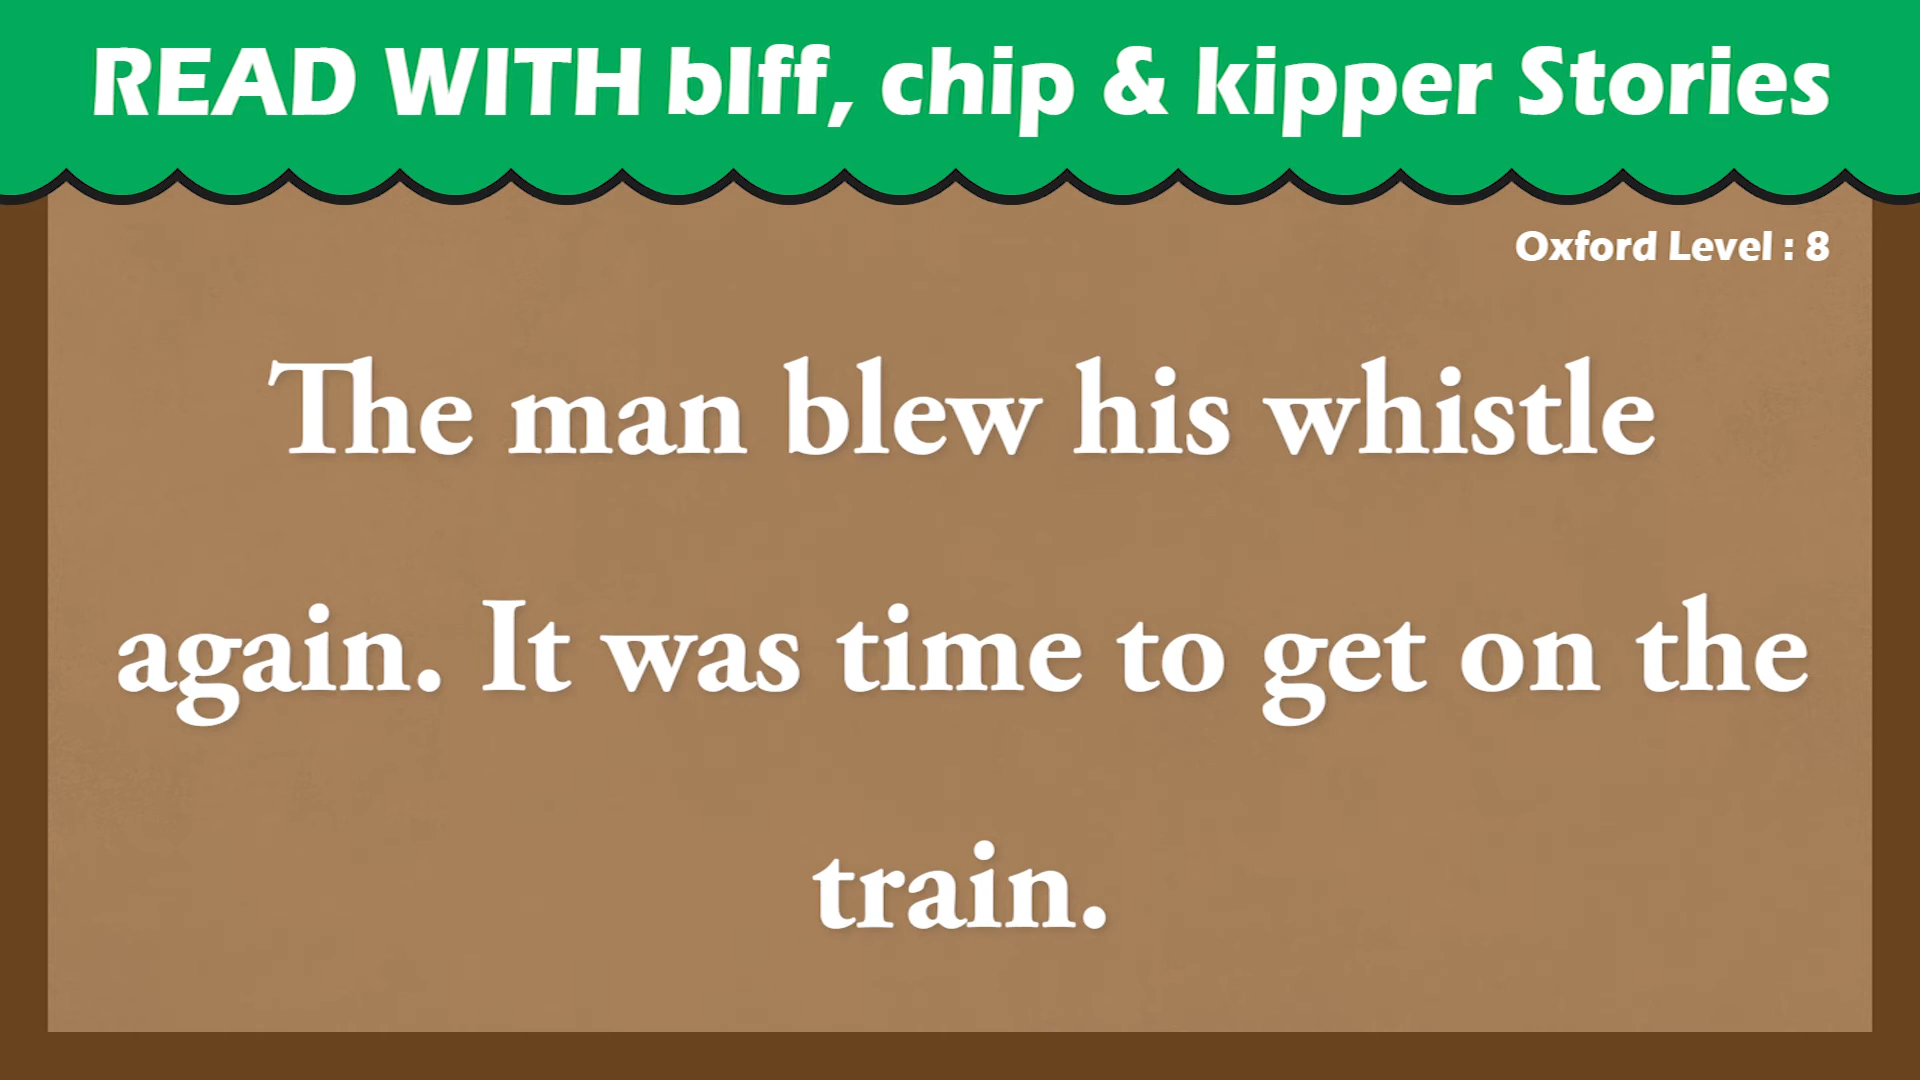 READ WITH bIff, chip & kipper Stories
Oxford Level : 8
The man blew his whistle
again. It was time to get on the
train.